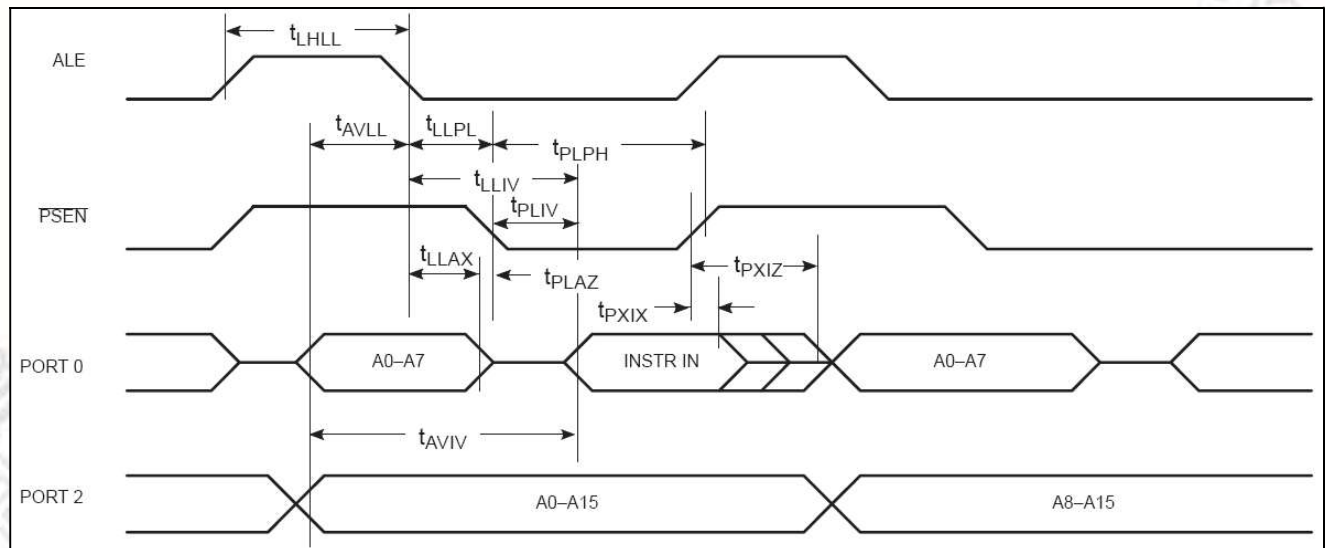 tLHLL
ALE
tAVLL tLLPL
tPLPH
tLLIV
PSEN
tPLIV
tLLAX
tPLAZ
tPXIZ
tPXIX
PORT 0 A0–A7 INSTR IN A0–A7
tAVIV
PORT 2 A0–A15 A8–A15